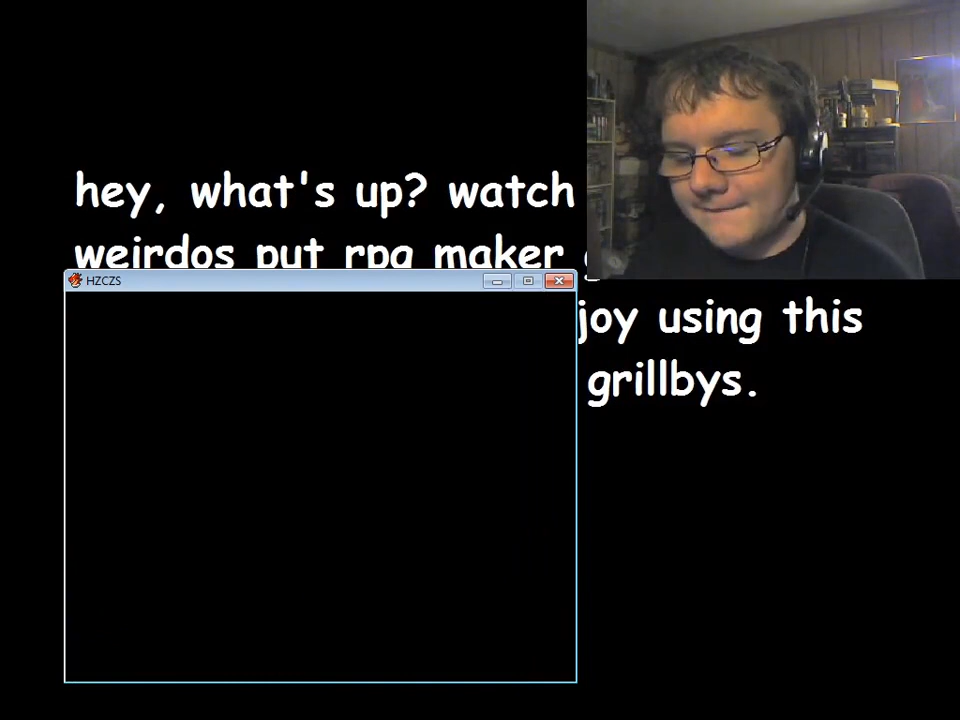 hey, what's up? watch
weirdos put rpg maker
HZCZS
joy using this
grillbys.